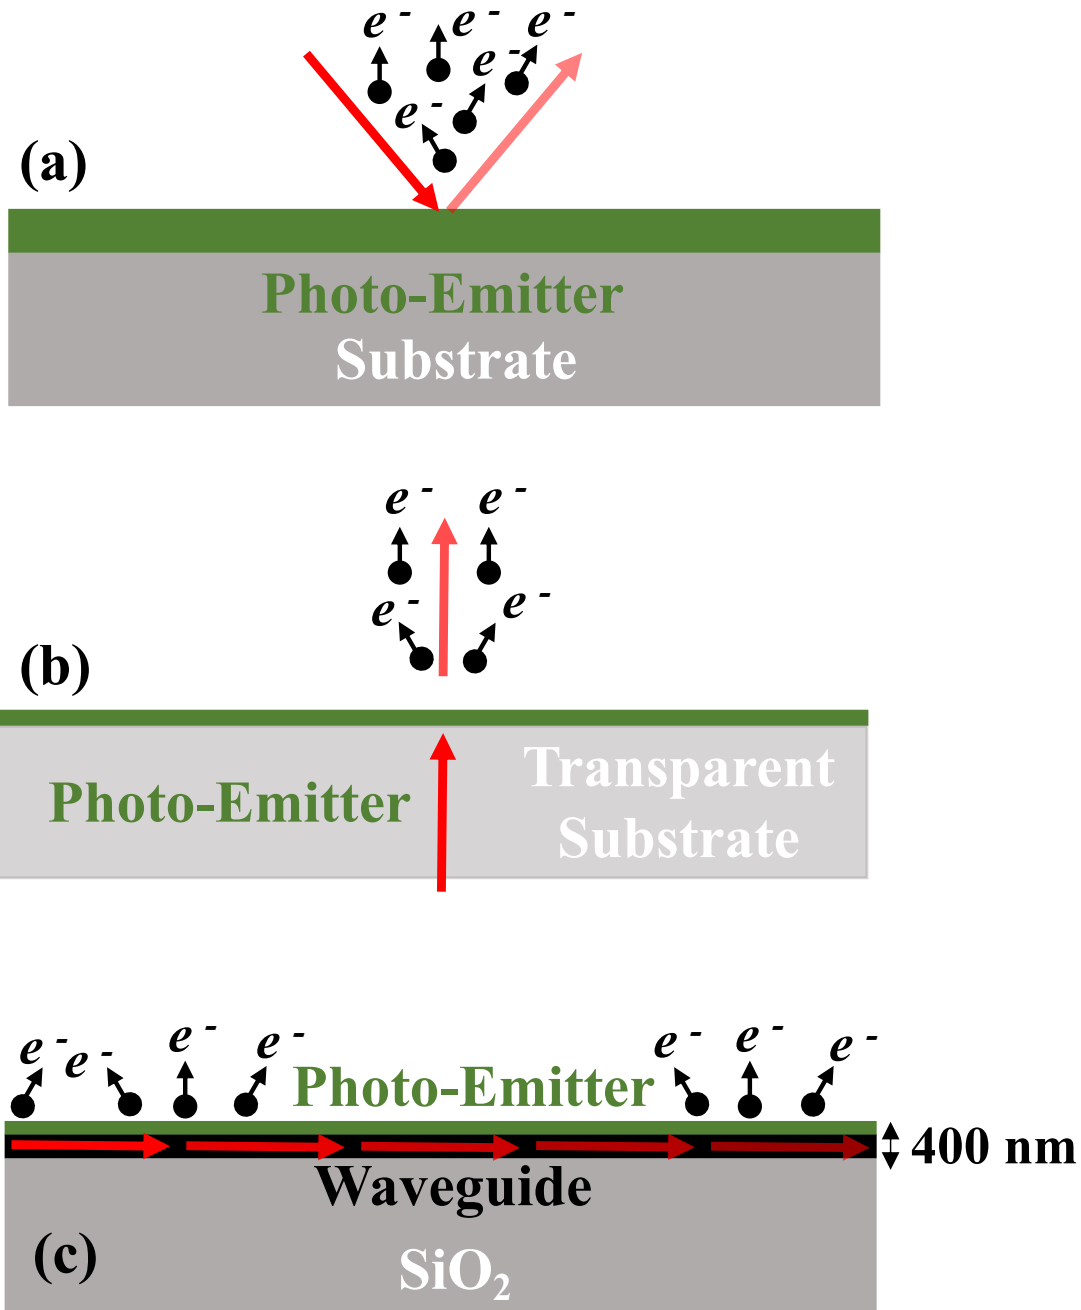 e - e - e -
e -
e -
(a)
Photo-Emitter
Substrate
e - e -
e - e -
(b)
Transparent
Photo-Emitter
Substrate
e - e - e - e - e - e - e -
Photo-Emitter
400 nm
Waveguide
(c)
SiO₂